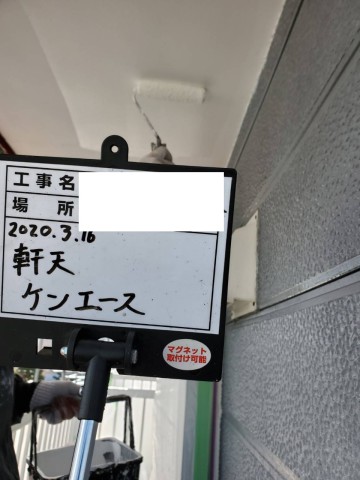 工事名
場所
2020.3.16
軒天
ケンエース
マグネット
取付け可能